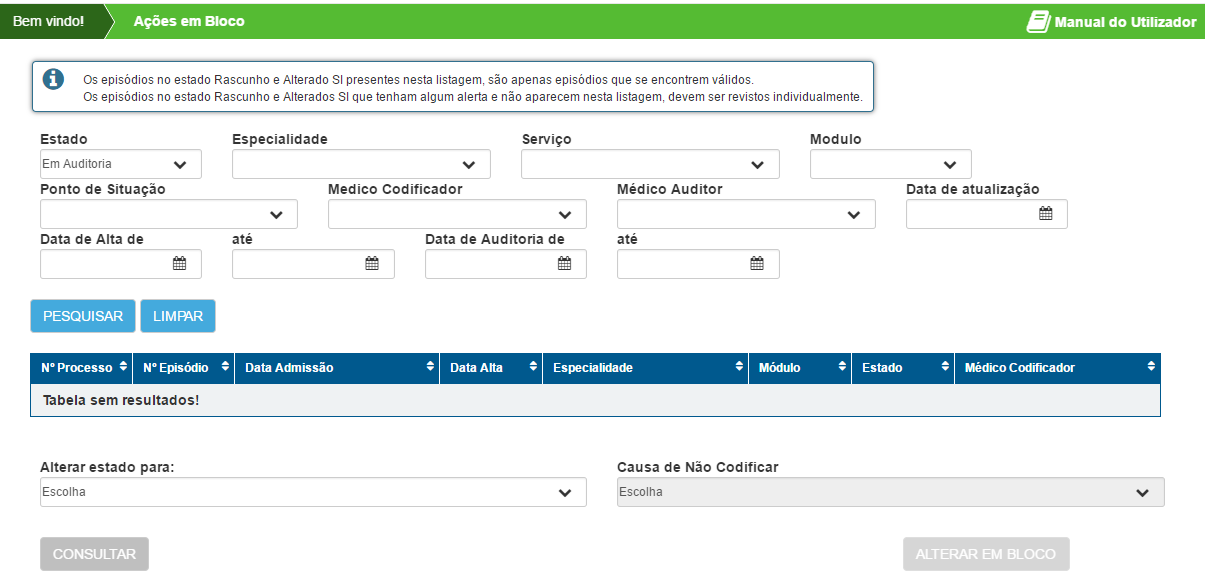 Bem vindo! Ações em Bloco Manual do Utilizador
Os episódios no estado Rascunho e Alterado SI presentes nesta listagem, são apenas episódios que se encontrem válidos.
Os episódios no estado Rascunho e Alterados SI que tenham algum alerta e não aparecem nesta listagem, devem ser revistos individualmente.
Estado Especialidade Serviço Modulo
Em Auditoria
Ponto de Situação Medico Codificador Médico Auditor Data de atualização
Data de Alta de até Data de Auditoria de até
PESQUISAR LIMPAR
Nº Processo Nº Episódio Data Admissão Data Alta Especialidade Módulo Estado Médico Codificador
Tabela sem resultados!
Alterar estado para: Causa de Não Codificar
Escolha Escolha
CONSULTAR ALTERAR EM BLOCO